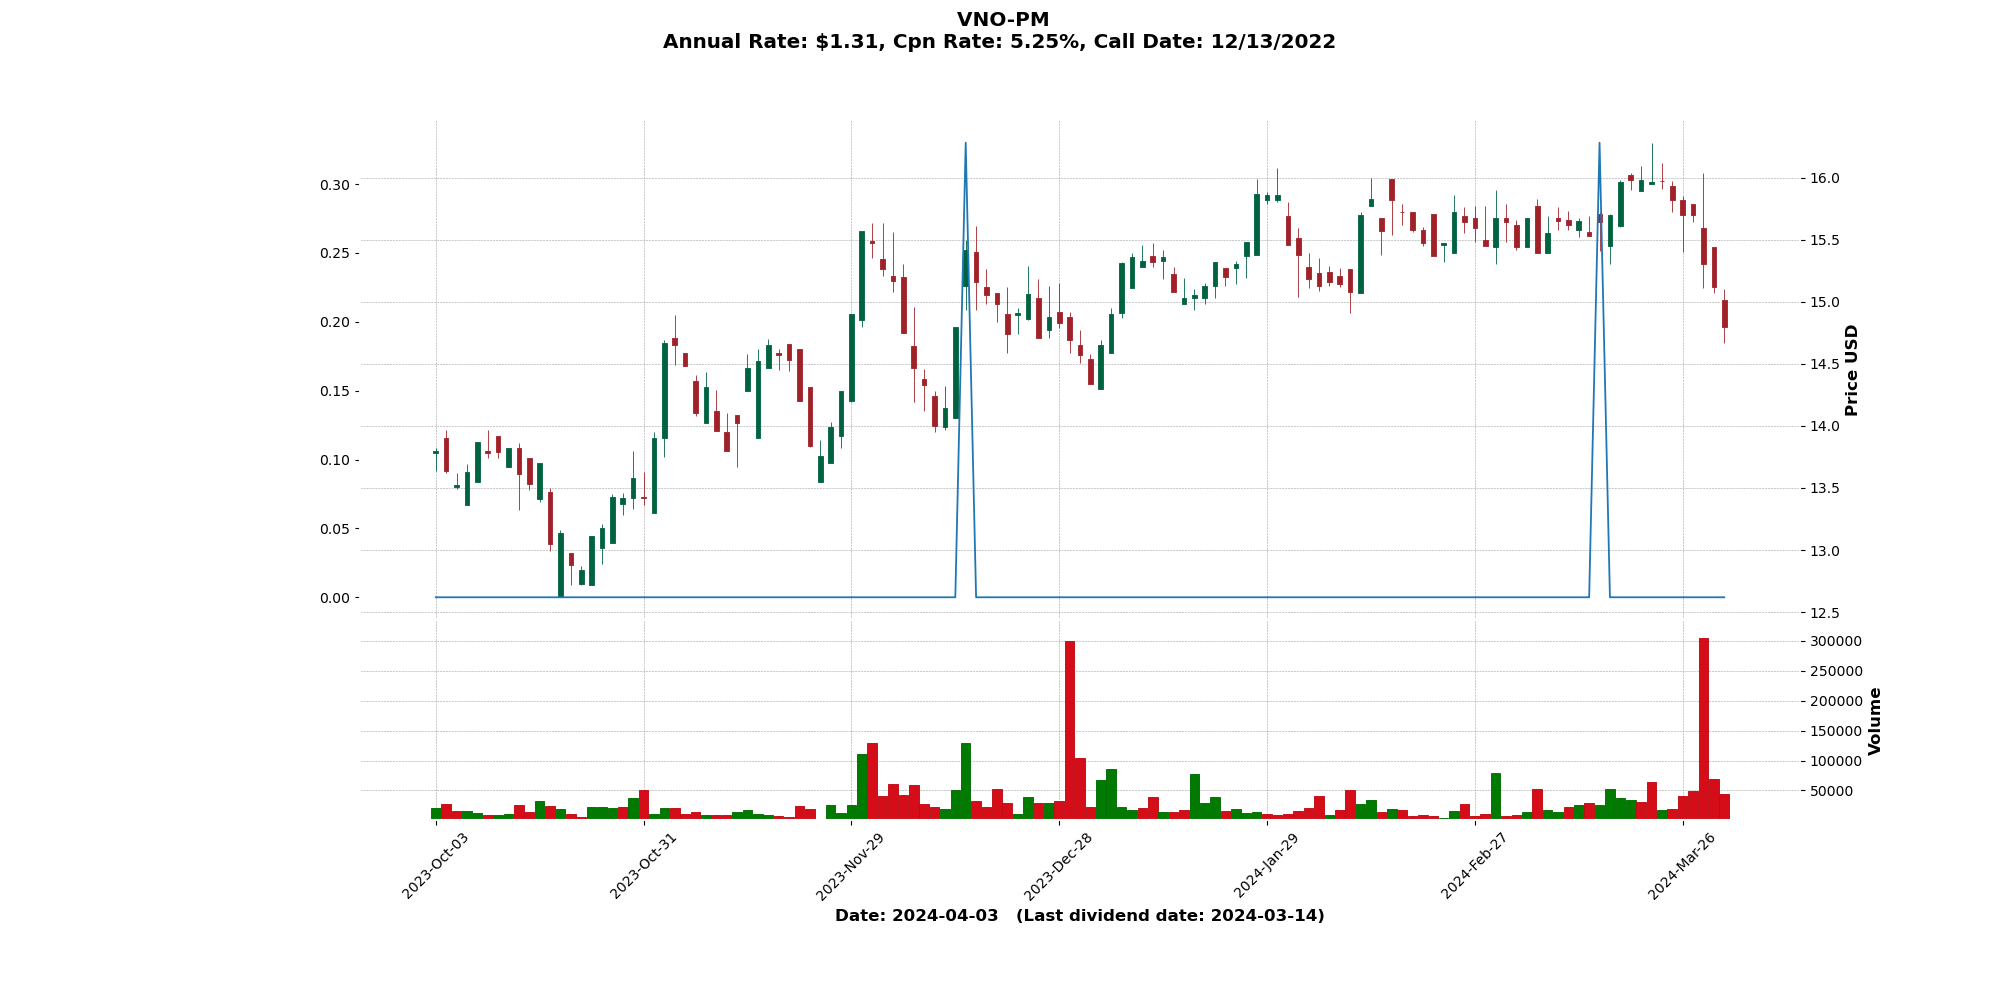 VNO-PM
Annual Rate: $1.31, Cpn Rate: 5.25%, Call Date: 12/13/2022
0.30
0.25
0.20
0.15
0.10
0.05
0.00
16.0
15.5
15.0
14.5
14.0
13.5
13.0
12.5
Price USD
300000
250000
200000
150000
100000
50000
Volume
2023-Oct-03
2023-Oct-31
2023-Nov-29
2023-Dec-28
2024-Jan-29
2024-Feb-27
2024-Mar-26
Date: 2024-04-03 (Last dividend date: 2024-03-14)